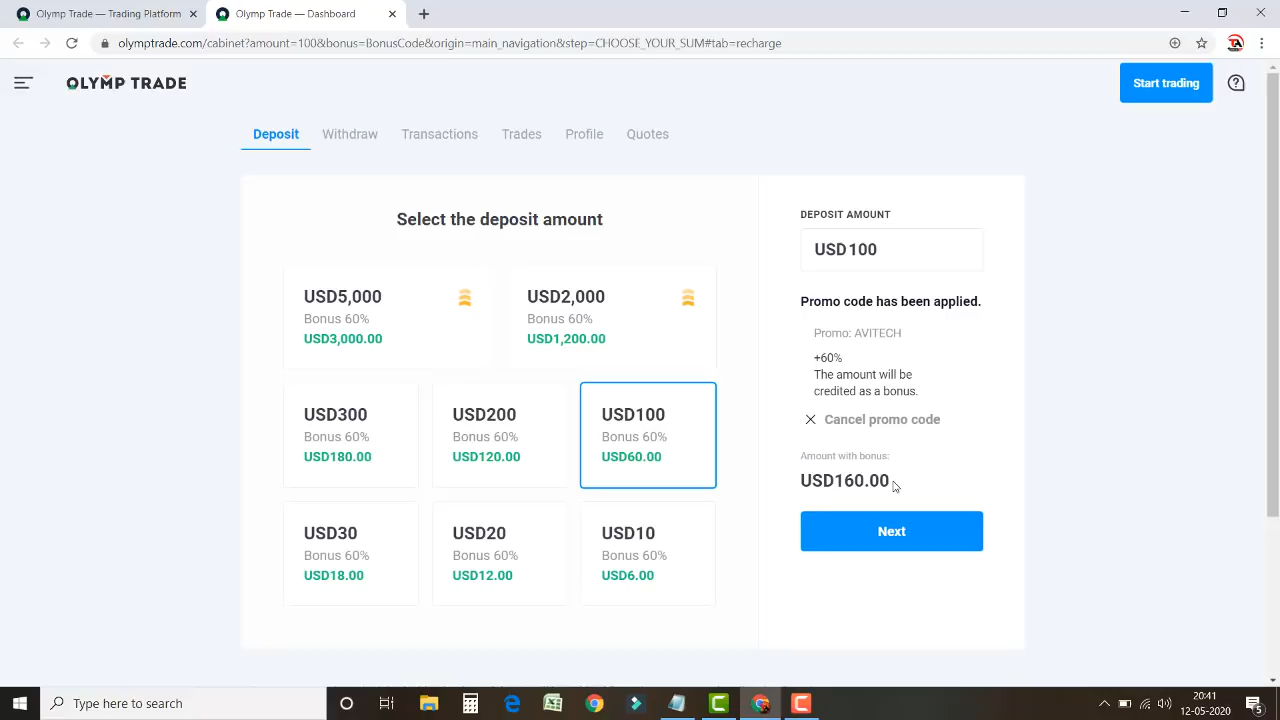 Olymp Trade Platform
Olymp Trade Platform
olymptrade.com/cabinet?amount=100&bonus=BonusCode&origin=main_navigation&step=CHOOSE_YOUR_SUM#tab=recharge
OLYMP TRADE
Start trading
Deposit Withdraw Transactions Trades Profile Quotes
Select the deposit amount
USD5,000
Bonus 60%
USD3,000.00
USD2,000
Bonus 60%
USD1,200.00
USD300
Bonus 60%
USD180.00
USD200
Bonus 60%
USD120.00
USD100
Bonus 60%
USD60.00
USD30
Bonus 60%
USD18.00
USD20
Bonus 60%
USD12.00
USD10
Bonus 60%
USD6.00
DEPOSIT AMOUNT
USD100
Promo code has been applied.
Promo: AVITECH
+60%
The amount will be
credited as a bonus.
Cancel promo code
Amount with bonus:
USD160.00
Next
Type here to search
20:41
12-05-2020
5